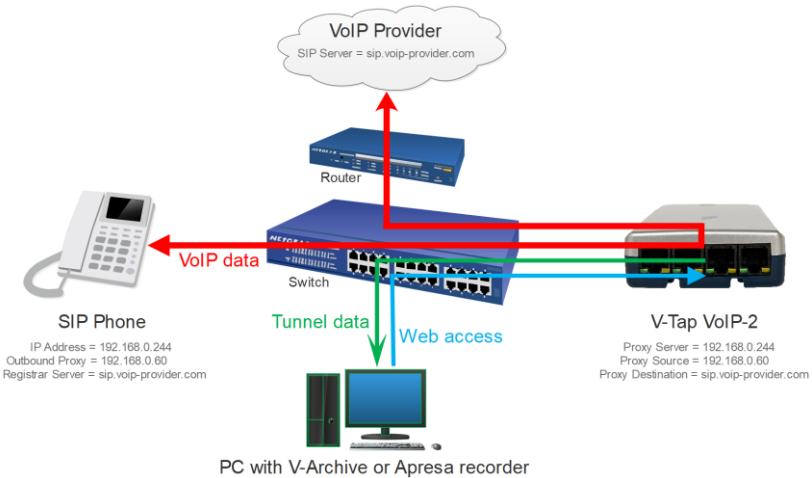 VoIP Provider
SIP Server = sip.voip-provider.com
NETGEAR
Router
NETGEAR
VoIP data
Switch
SIP Phone
IP Address = 192.168.0.244
Outbound Proxy = 192.168.0.60
Registrar Server = sip.voip-provider.com
Tunnel data
Web access
V-Tap VoIP-2
Proxy Server = 192.168.0.244
Proxy Source = 192.168.0.60
Proxy Destination = sip.voip-provider.com
PC with V-Archive or Apresa recorder